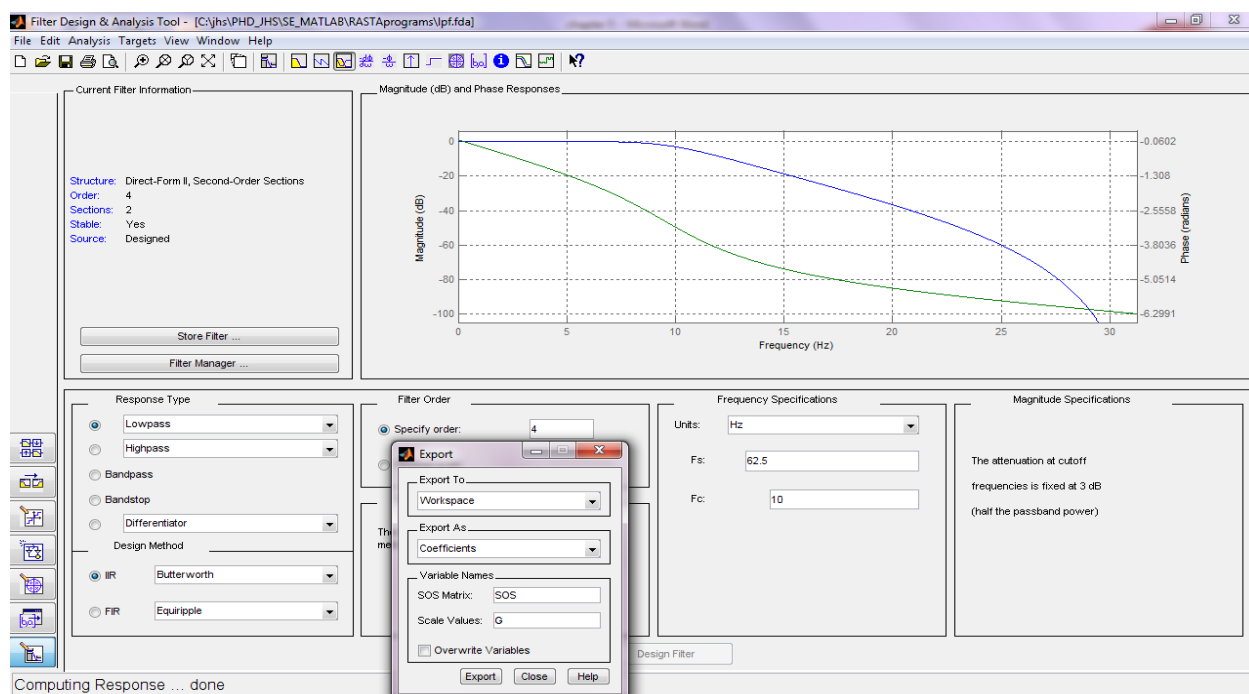 Filter Design & Analysis Tool - [C:\jhs\PHD_JHS\SE_MATLAB\RASTAprograms\lpf.fda]
File Edit Analysis Targets View Window Help
Current Filter Information
Structure: Direct-Form II, Second-Order Sections
Order: 4
Sections: 2
Stable: Yes
Source: Designed
Store Filter ...
Filter Manager ...
Magnitude (dB) and Phase Responses
Magnitude (dB)
0
-20
-40
-60
-80
-100
0 5 10 15 20 25 30
Frequency (Hz)
-0.0602
-1.308
-2.5558
-3.8036
-5.0514
-6.2991
Phase (radians)
Response Type
Lowpass
Highpass
Bandpass
Bandstop
Differentiator
Design Method
IIR Butterworth
FIR Equiripple
Filter Order
Specify order: 4
Export
Export To
Workspace
Export As
Coefficients
Variable Names
SOS Matrix: SOS
Scale Values: G
Overwrite Variables
Export Close Help
Frequency Specifications
Units: Hz
Fs: 62.5
Fc: 10
Magnitude Specifications
The attenuation at cutoff
frequencies is fixed at 3 dB
(half the passband power)
Design Filter
Computing Response ... done